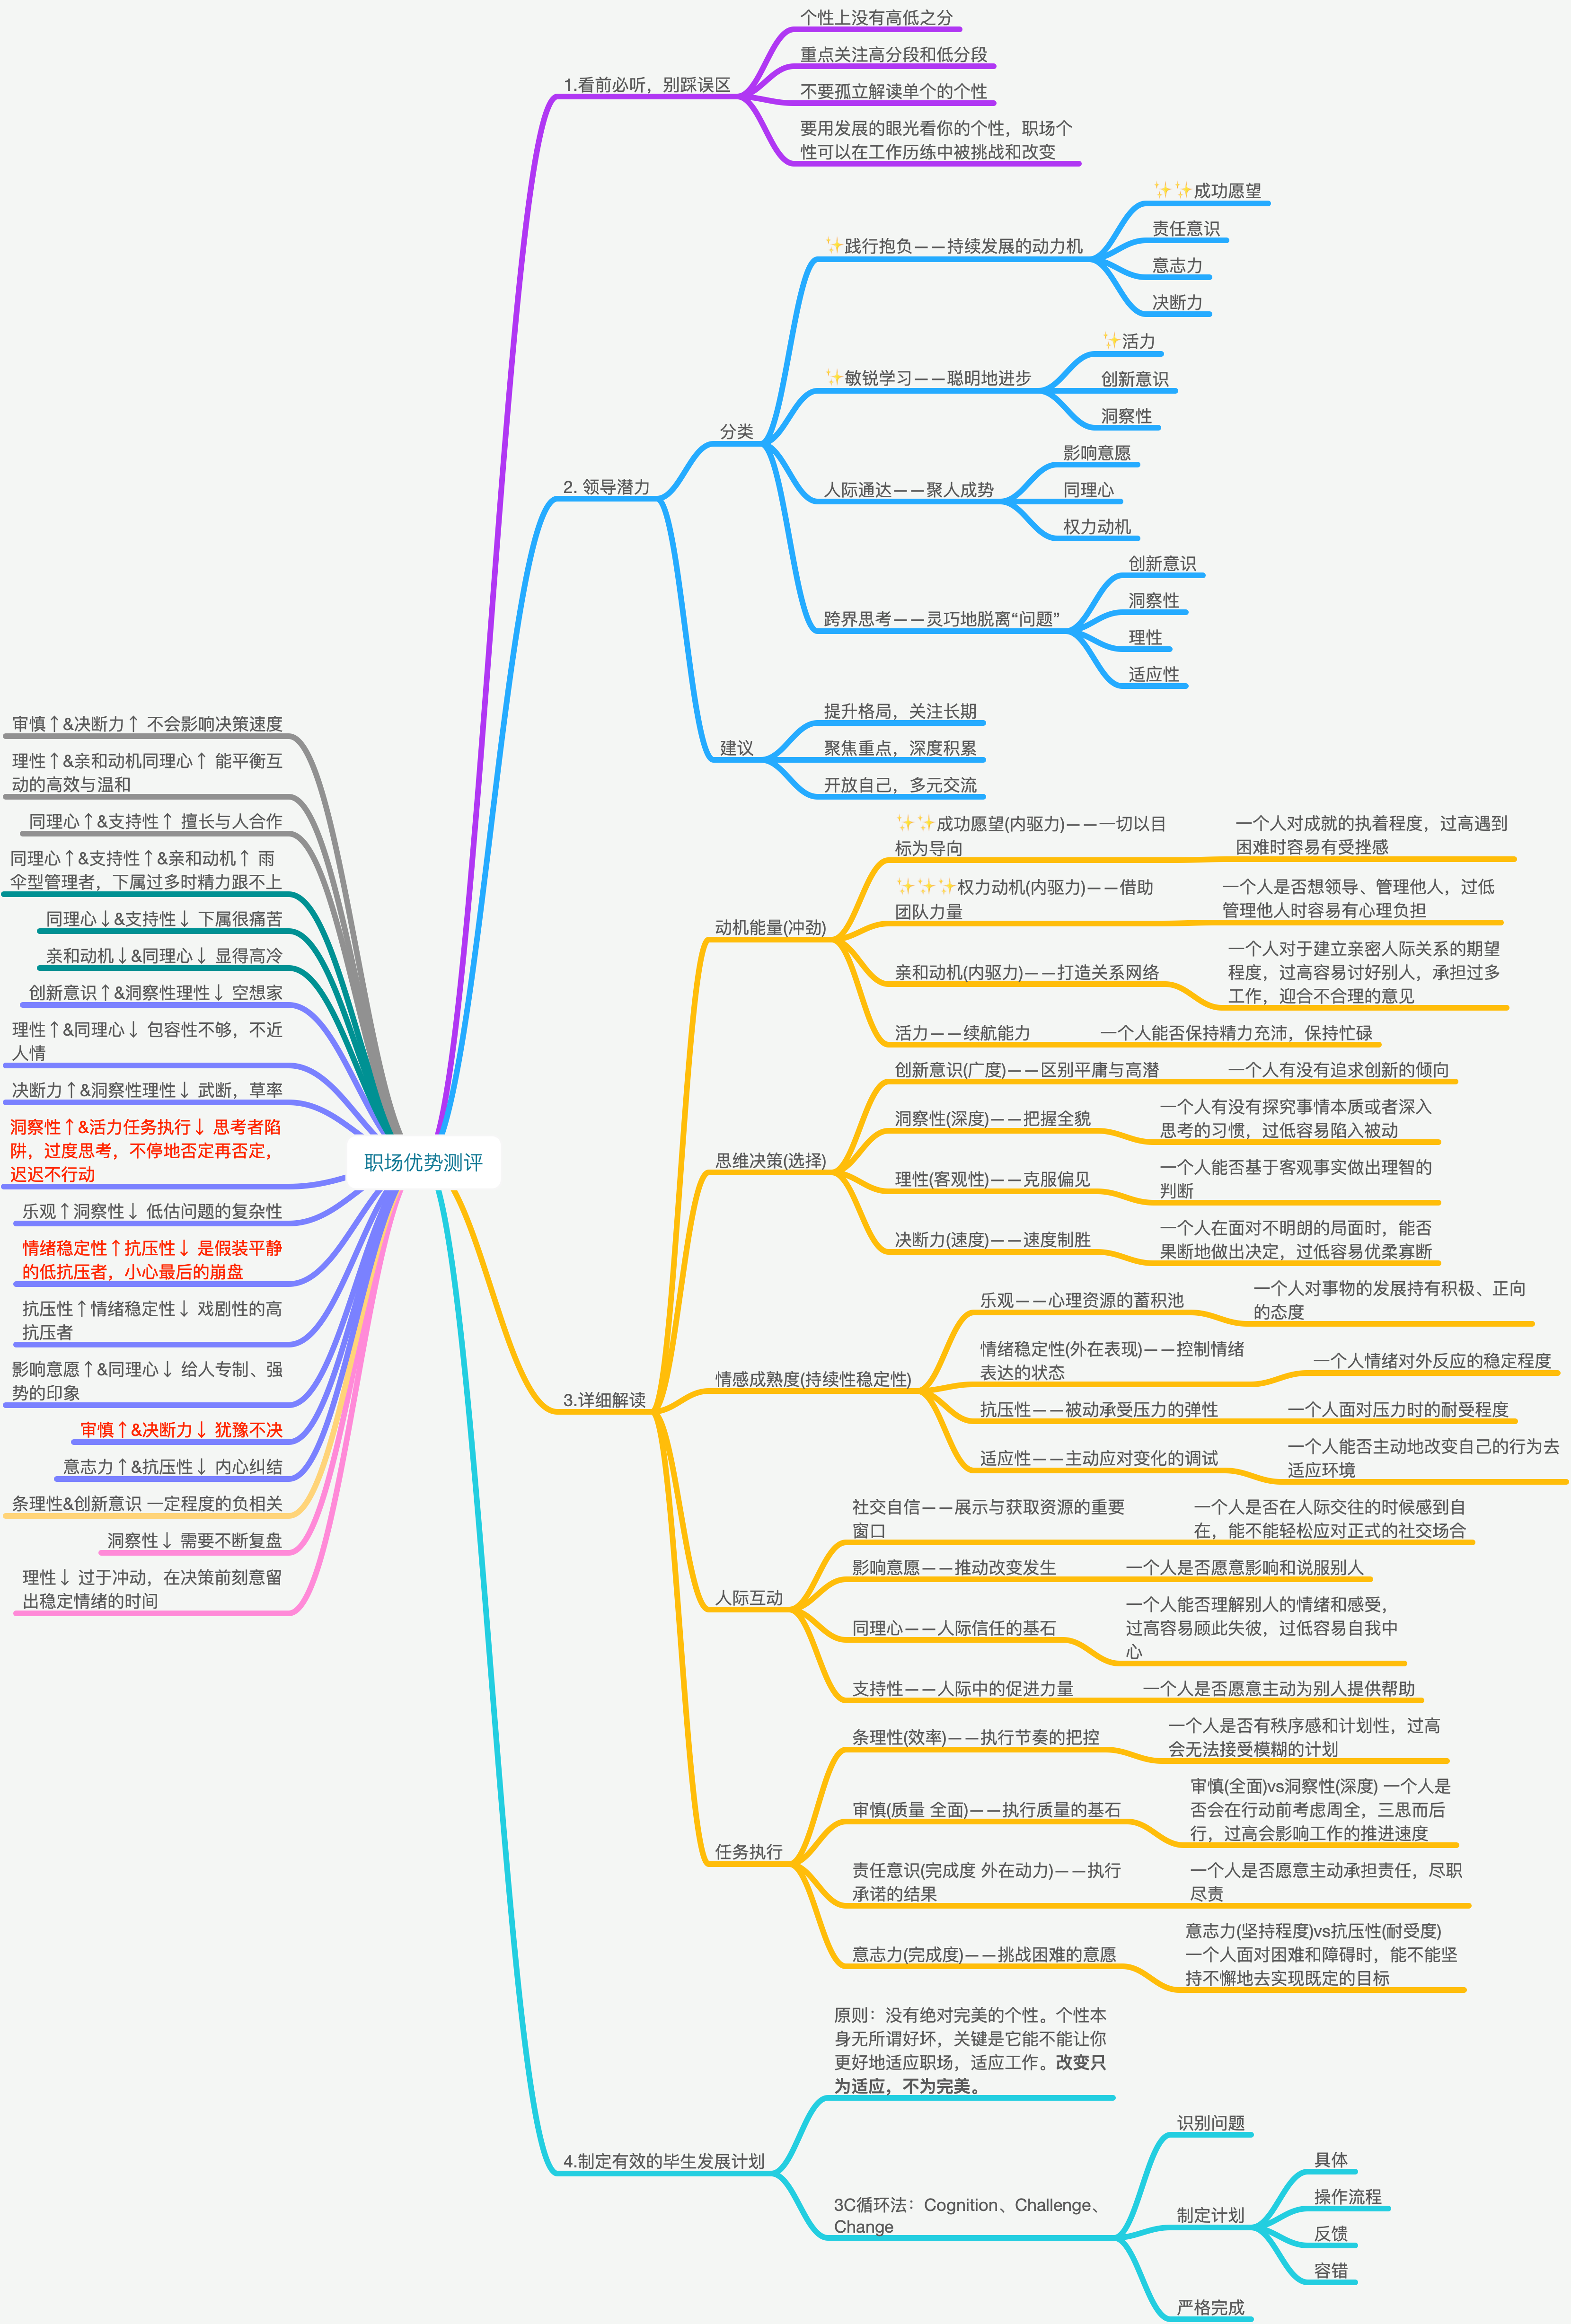 职场优势测评
1.看前必听，别踩误区
个性上没有高低之分
重点关注高分段和低分段
不要孤立解读单个的个性
要用发展的眼光看你的个性，职场个
性可以在工作历练中被挑战和改变
2. 领导潜力
分类
✨践行抱负——持续发展的动力机
✨✨成功愿望
责任意识
意志力
决断力
✨敏锐学习——聪明地进步
✨活力
创新意识
洞察性
人际通达——聚人成势
影响意愿
同理心
权力动机
跨界思考——灵巧地脱离“问题”
创新意识
洞察性
理性
适应性
建议
提升格局，关注长期
聚焦重点，深度积累
开放自己，多元交流
3.详细解读
动机能量(冲劲)
✨✨成功愿望(内驱力)——一切以目
标为导向
一个人对成就的执着程度，过高遇到
困难时容易有受挫感
✨✨✨权力动机(内驱力)——借助
团队力量
一个人是否想领导、管理他人，过低
管理他人时容易有心理负担
亲和动机(内驱力)——打造关系网络
一个人对于建立亲密人际关系的期望
程度，过高容易讨好别人，承担过多
工作，迎合不合理的意见
活力——续航能力
一个人能否保持精力充沛，保持忙碌
思维决策(选择)
创新意识(广度)——区别平庸与高潜
一个人有没有追求创新的倾向
洞察性(深度)——把握全貌
一个人有没有探究事情本质或者深入
思考的习惯，过低容易陷入被动
理性(客观性)——克服偏见
一个人能否基于客观事实做出理智的
判断
决断力(速度)——速度制胜
一个人在面对不明朗的局面时，能否
果断地做出决定，过低容易优柔寡断
情感成熟度(持续性稳定性)
乐观——心理资源的蓄积池
一个人对事物的发展持有积极、正向
的态度
情绪稳定性(外在表现)——控制情绪
表达的状态
一个人情绪对外反应的稳定程度
抗压性——被动承受压力的弹性
一个人面对压力时的耐受程度
适应性——主动应对变化的调试
一个人能否主动地改变自己的行为去
适应环境
人际互动
社交自信——展示与获取资源的重要
窗口
一个人是否在人际交往的时候感到自
在，能不能轻松应对正式的社交场合
影响意愿——推动改变发生
一个人是否愿意影响和说服别人
同理心——人际信任的基石
一个人能否理解别人的情绪和感受，
过高容易顾此失彼，过低容易自我中
心
支持性——人际中的促进力量
一个人是否愿意主动为别人提供帮助
任务执行
条理性(效率)——执行节奏的把控
一个人是否有秩序感和计划性，过高
会无法接受模糊的计划
审慎(质量 全面)——执行质量的基石
审慎(全面)vs洞察性(深度) 一个人是
否会在行动前考虑周全，三思而后
行，过高会影响工作的推进速度
责任意识(完成度 外在动力)——执行
承诺的结果
一个人是否愿意主动承担责任，尽职
尽责
意志力(完成度)——挑战困难的意愿
意志力(坚持程度)vs抗压性(耐受度)
一个人面对困难和障碍时，能不能坚
持不懈地去实现既定的目标
4.制定有效的毕生发展计划
原则：没有绝对完美的个性。个性本
身无所谓好坏，关键是它能不能让你
更好地适应职场，适应工作。改变只
为适应，不为完美。
3C循环法：Cognition、Challenge、
Change
识别问题
制定计划
具体
操作流程
反馈
容错
严格完成
审慎↑&决断力↑ 不会影响决策速度
理性↑&亲和动机同理心↑ 能平衡互
动的高效与温和
同理心↑&支持性↑ 擅长与人合作
同理心↑&支持性↑&亲和动机↑ 雨
伞型管理者，下属过多时精力跟不上
同理心↓&支持性↓ 下属很痛苦
亲和动机↓&同理心↓ 显得高冷
创新意识↑&洞察性理性↓ 空想家
理性↑&同理心↓ 包容性不够，不近
人情
决断力↑&洞察性理性↓ 武断，草率
洞察性↑&活力任务执行↓ 思考者陷
阱，过度思考，不停地否定再否定，
迟迟不行动
乐观↑洞察性↓ 低估问题的复杂性
情绪稳定性↑抗压性↓ 是假装平静
的低抗压者，小心最后的崩盘
抗压性↑情绪稳定性↓ 戏剧性的高
抗压者
影响意愿↑&同理心↓ 给人专制、强
势的印象
审慎↑&决断力↓ 犹豫不决
意志力↑&抗压性↓ 内心纠结
条理性&创新意识 一定程度的负相关
洞察性↓ 需要不断复盘
理性↓ 过于冲动，在决策前刻意留
出稳定情绪的时间